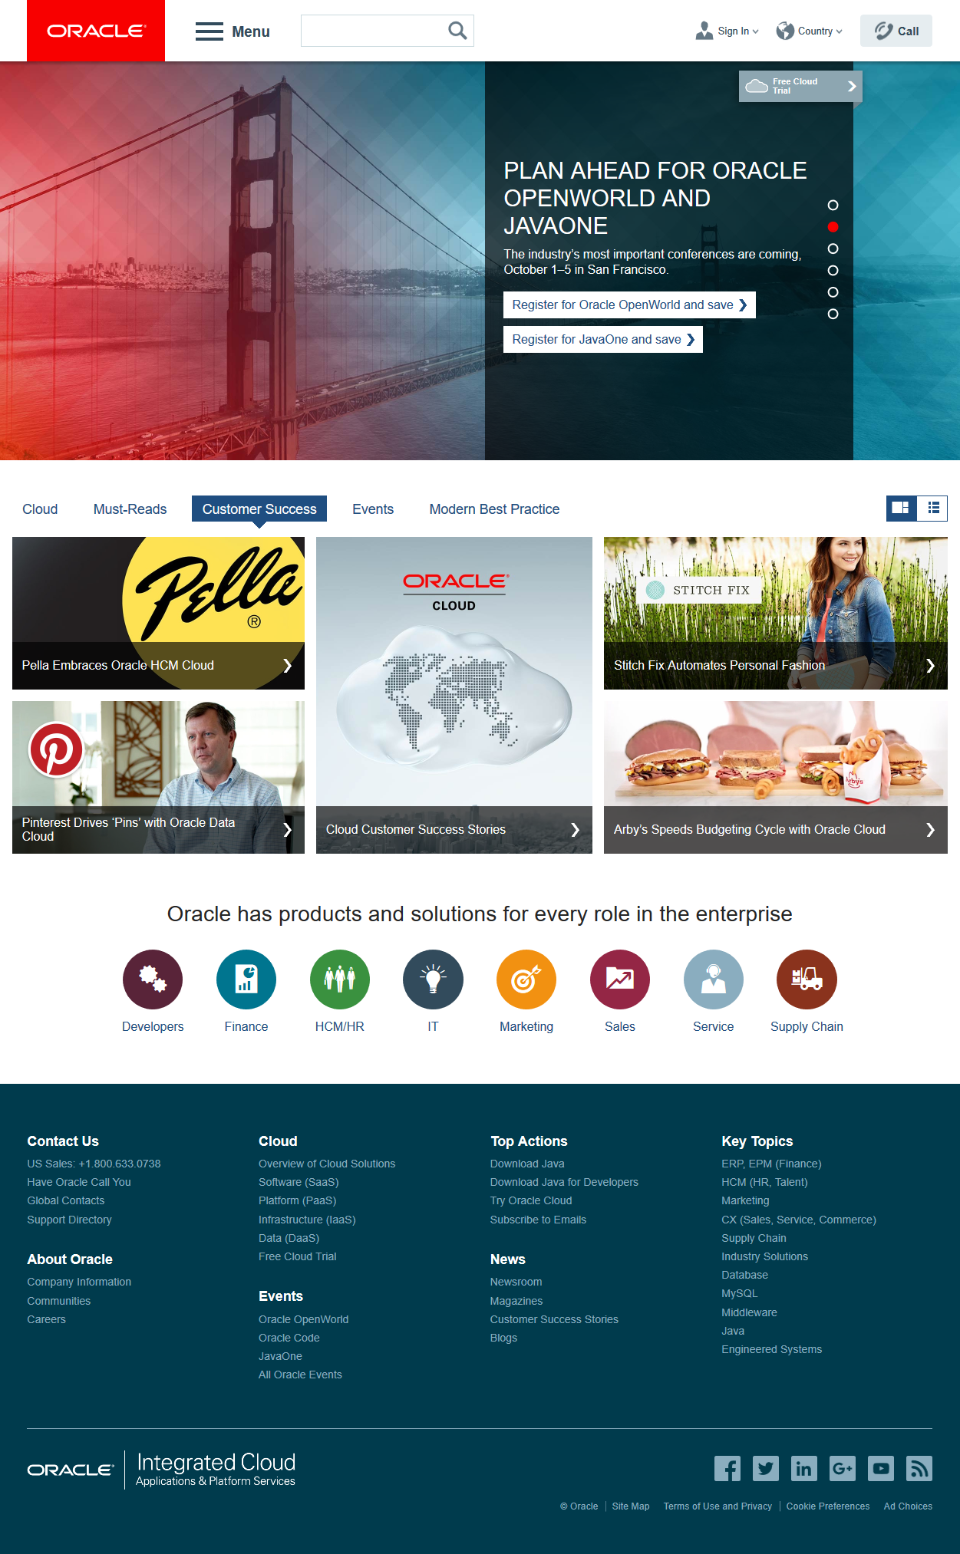 ORACLE
Menu
Sign In
Country
Call
Free Cloud
Trial
PLAN AHEAD FOR ORACLE
OPENWORLD AND
JAVAONE
The industry's most important conferences are coming,
October 1–5 in San Francisco.
Register for Oracle OpenWorld and save
Register for JavaOne and save
Cloud
Must-Reads
Customer Success
Events
Modern Best Practice
Pella
®
Pella Embraces Oracle HCM Cloud
Pinterest Drives 'Pins' with Oracle Data
Cloud
ORACLE
CLOUD
Cloud Customer Success Stories
STITCH FIX
Stitch Fix Automates Personal Fashion
Arby's
Arby's Speeds Budgeting Cycle with Oracle Cloud
Oracle has products and solutions for every role in the enterprise
Developers
Finance
HCM/HR
IT
Marketing
Sales
Service
Supply Chain
Contact Us
US Sales: +1.800.633.0738
Have Oracle Call You
Global Contacts
Support Directory
About Oracle
Company Information
Communities
Careers
Cloud
Overview of Cloud Solutions
Software (SaaS)
Platform (PaaS)
Infrastructure (IaaS)
Data (DaaS)
Free Cloud Trial
Events
Oracle OpenWorld
Oracle Code
JavaOne
All Oracle Events
Top Actions
Download Java
Download Java for Developers
Try Oracle Cloud
Subscribe to Emails
News
Newsroom
Magazines
Customer Success Stories
Blogs
Key Topics
ERP, EPM (Finance)
HCM (HR, Talent)
Marketing
CX (Sales, Service, Commerce)
Supply Chain
Industry Solutions
Database
MySQL
Middleware
Java
Engineered Systems
ORACLE
Integrated Cloud
Applications & Platform Services
© Oracle | Site Map Terms of Use and Privacy | Cookie Preferences Ad Choices